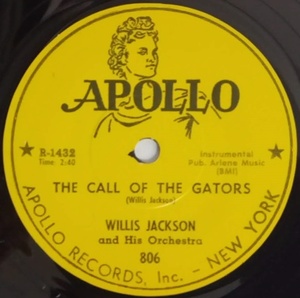 APOLLO
R-1432
Time 2:40
Instrumental
Pub. Arlene Music
(BMI)
THE CALL OF THE GATORS
(Willis Jackson)
WILLIS JACKSON
and His Orchestra
806
APOLLO RECORDS, Inc. - NEW YORK